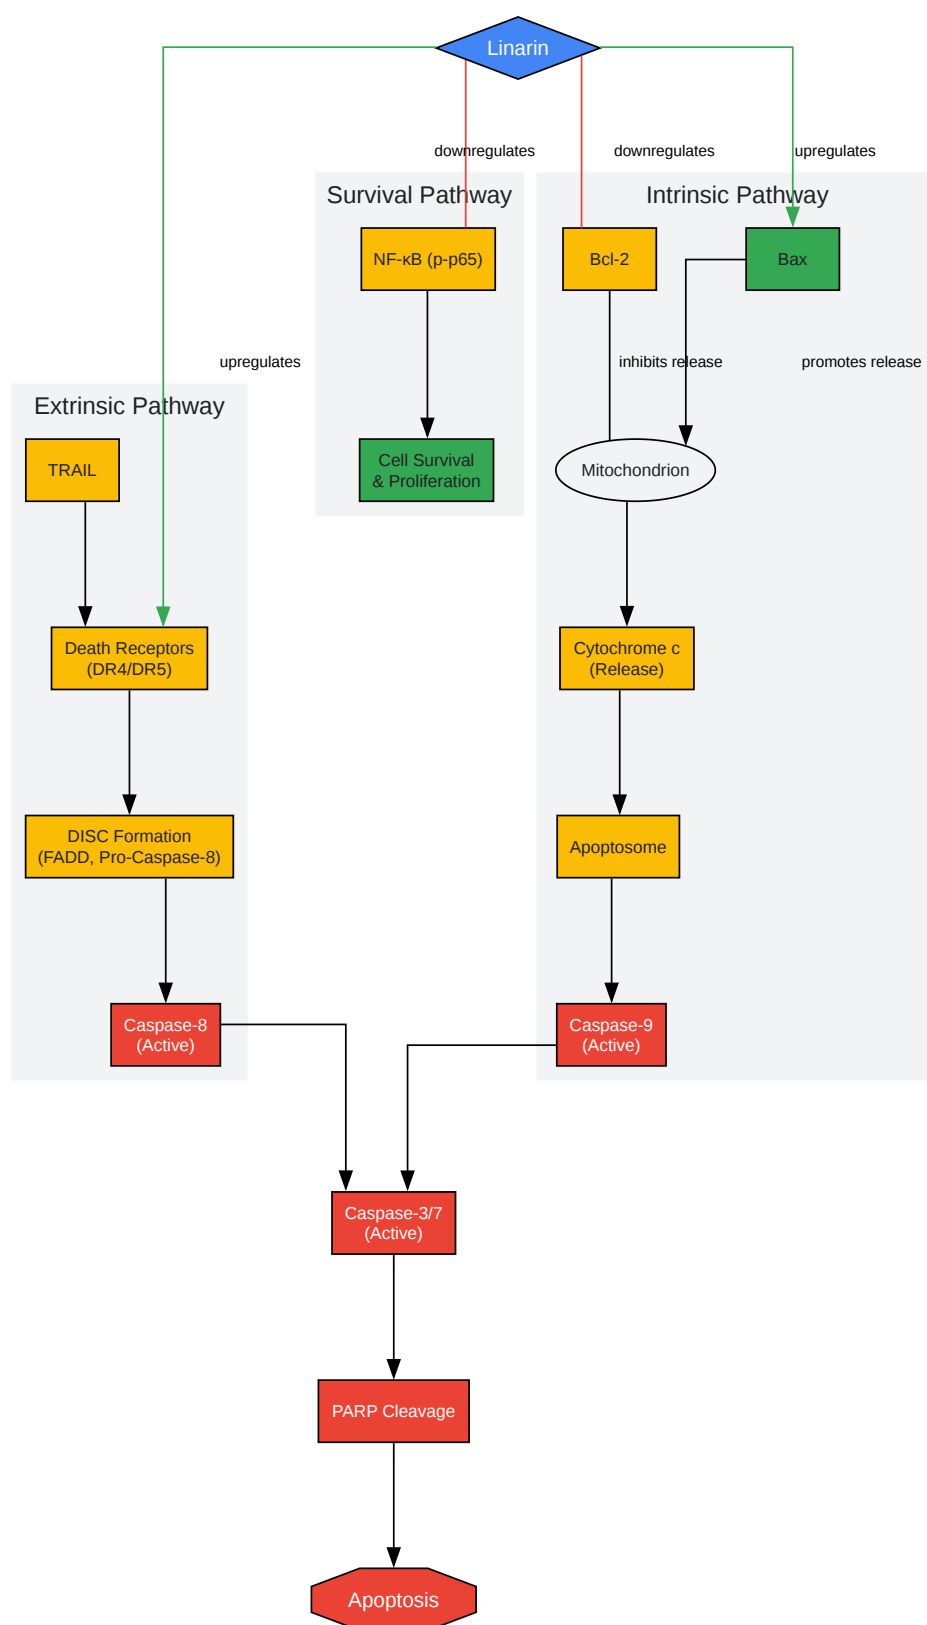 Linarin
downregulates
downregulates
upregulates
Survival Pathway
Intrinsic Pathway
NF-κB (p-p65)
Bcl-2
Bax
upregulates
inhibits release
promotes release
Extrinsic Pathway
TRAIL
Cell Survival
& Proliferation
Mitochondrion
Death Receptors
(DR4/DR5)
Cytochrome c
(Release)
DISC Formation
(FADD, Pro-Caspase-8)
Apoptosome
Caspase-8
(Active)
Caspase-9
(Active)
Caspase-3/7
(Active)
PARP Cleavage
Apoptosis